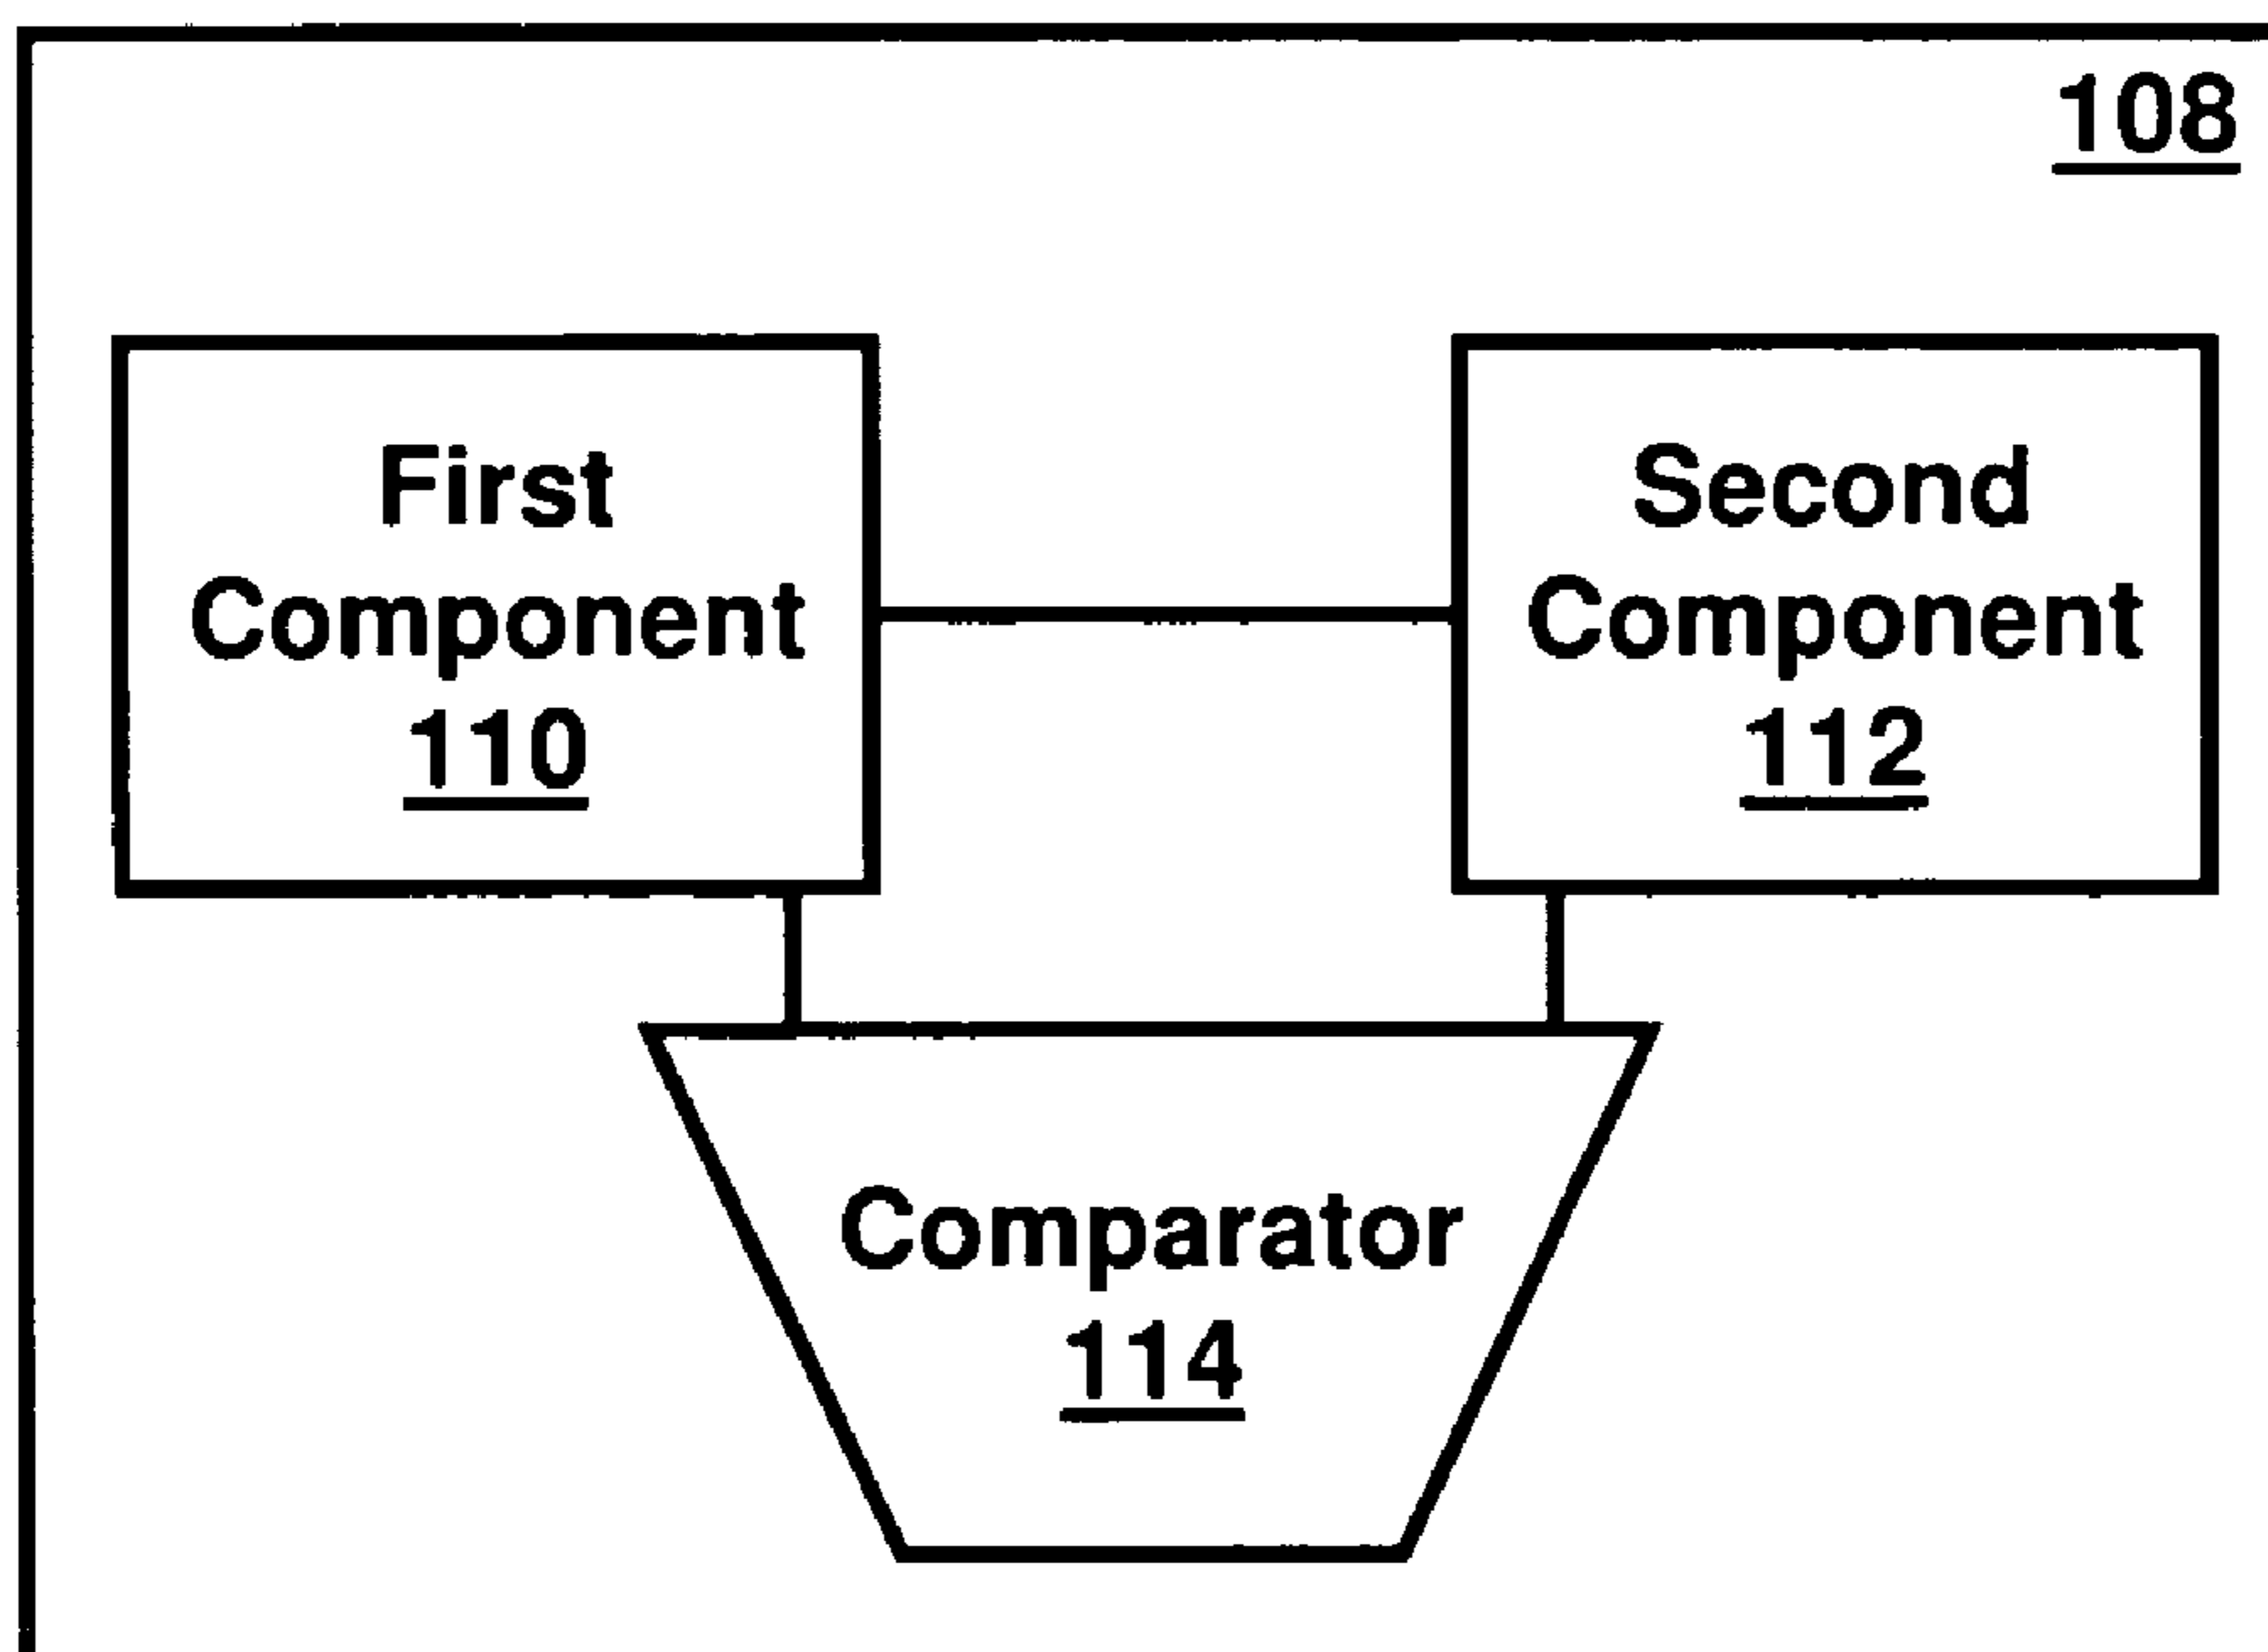 108
First
Component
110
Second
Component
112
Comparator
114